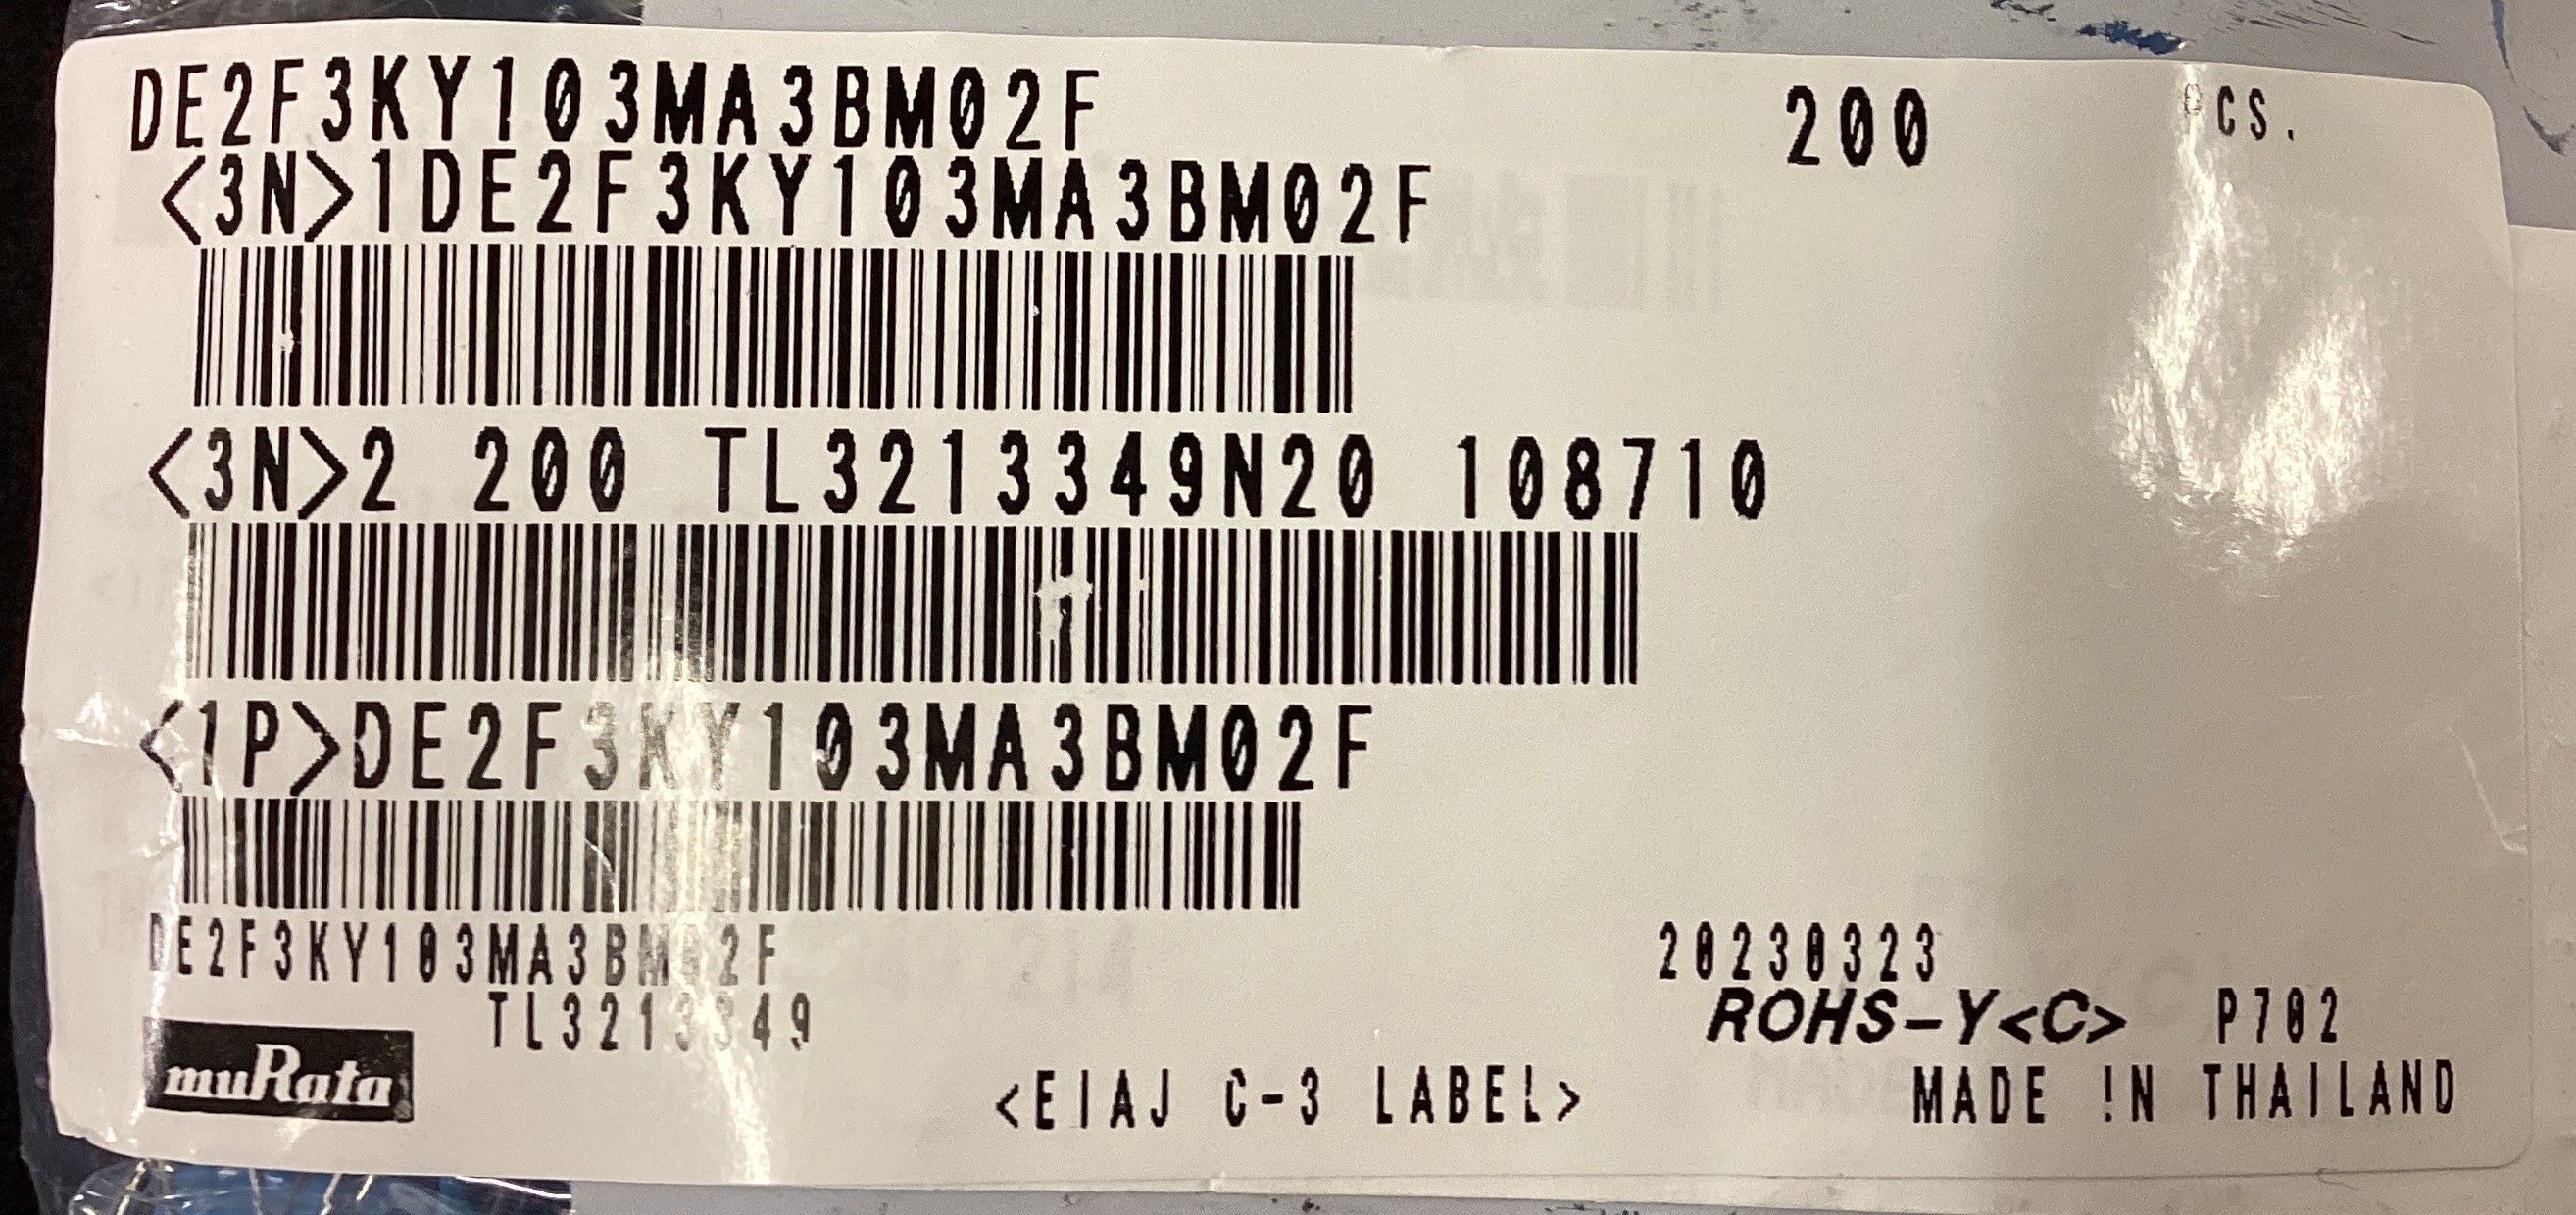 DE2F3KY103MA3BM02F 200 PCS.
<3N>1DE2F3KY103MA3BM02F
<3N>2 200 TL3213349N20 108710
<1P>DE2F3KY103MA3BM02F
DE2F3KY103MA3BM02F 20230323
TL3213349 ROHS-Y<C> P702
muRata <EIAJ C-3 LABEL> MADE IN THAILAND